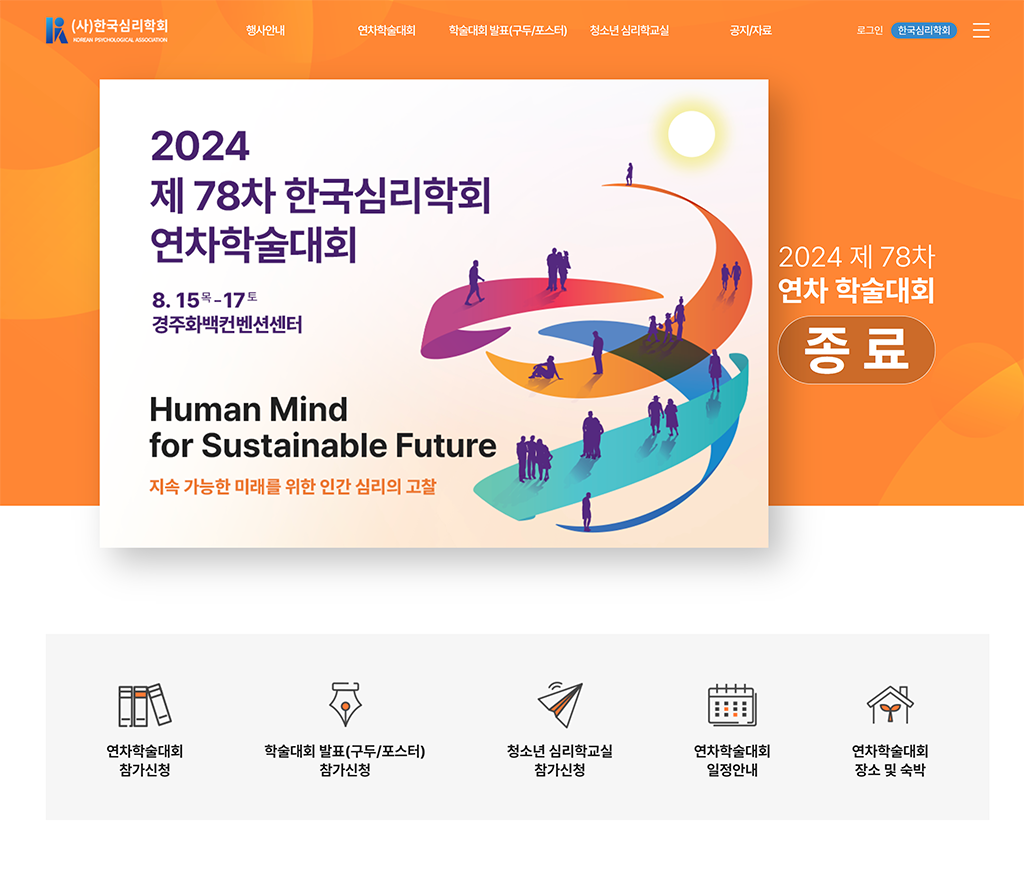 (사)한국심리학회
KOREAN PSYCHOLOGICAL ASSOCIATION
행사안내
연차학술대회
학술대회 발표(구두/포스터)
청소년 심리학교실
공지/자료
로그인
한국심리학회
2024
제 78차 한국심리학회
연차학술대회
8. 15목-17토
경주화백컨벤션센터
Human Mind
for Sustainable Future
지속 가능한 미래를 위한 인간 심리의 고찰
2024 제 78차
연차 학술대회
종료
연차학술대회
참가신청
학술대회 발표(구두/포스터)
참가신청
청소년 심리학교실
참가신청
연차학술대회
일정안내
연차학술대회
장소 및 숙박